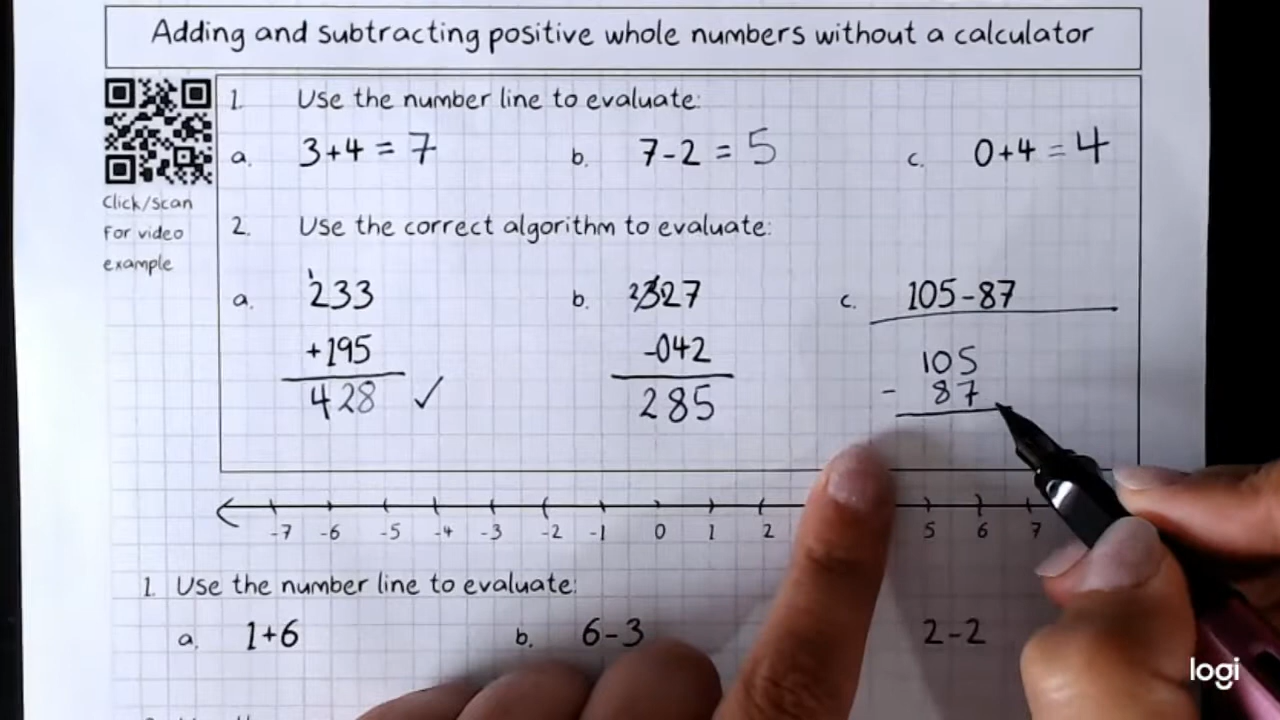 Adding and subtracting positive whole numbers without a calculator
1. Use the number line to evaluate:
a. 3+4 = 7 b. 7-2 = 5 c. 0+4 = 4
Click/Scan
for video
example
2. Use the correct algorithm to evaluate:
a. 233 b. 327 c. 105-87
1 2
+195 -042 105
428 ✓ 285 - 87
-7 -6 -5 -4 -3 -2 -1 0 1 2 5 6 7
1. Use the number line to evaluate:
a. 1+6 b. 6-3 2-2
logi